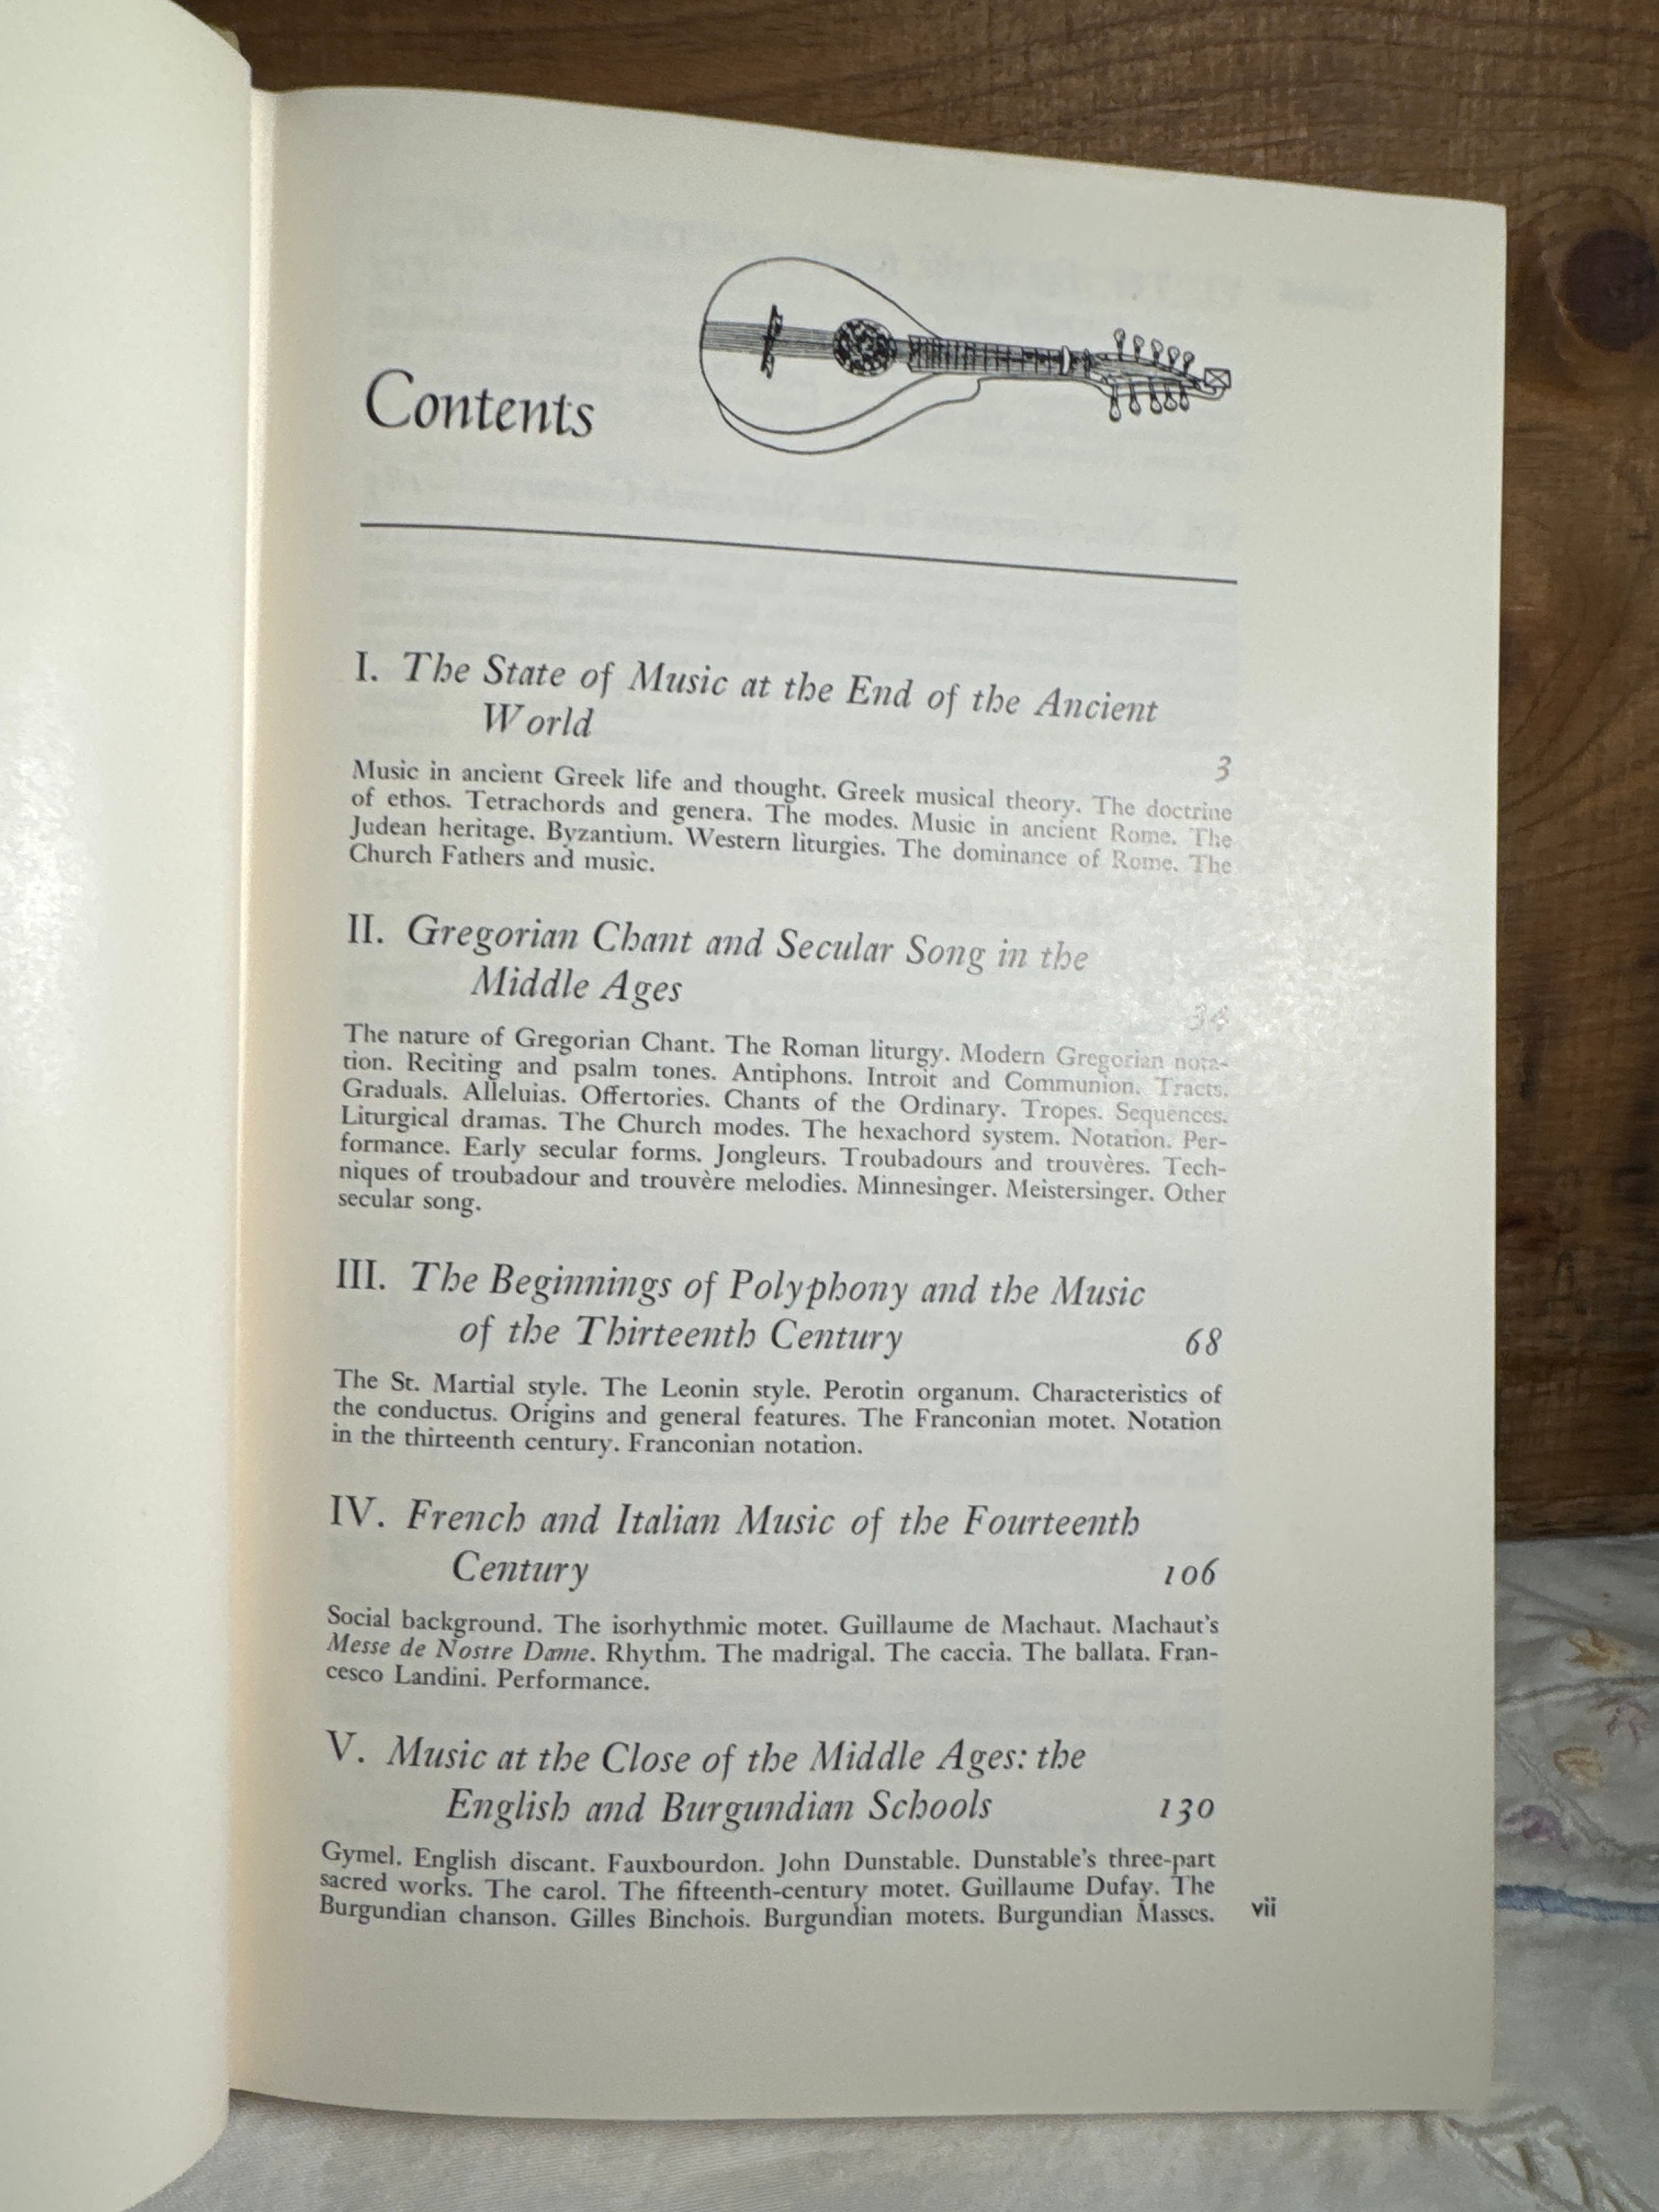 Contents
I. The State of Music at the End of the Ancient
World 3
Music in ancient Greek life and thought. Greek musical theory. The doctrine
of ethos. Tetrachords and genera. The modes. Music in ancient Rome. The
Judean heritage. Byzantium. Western liturgies. The dominance of Rome. The
Church Fathers and music.
II. Gregorian Chant and Secular Song in the
Middle Ages 34
The nature of Gregorian Chant. The Roman liturgy. Modern Gregorian nota-
tion. Reciting and psalm tones. Antiphons. Introit and Communion. Tracts.
Graduals. Alleluias. Offertories. Chants of the Ordinary. Tropes. Sequences.
Liturgical dramas. The Church modes. The hexachord system. Notation. Per-
formance. Early secular forms. Jongleurs. Troubadours and trouvères. Tech-
niques of troubadour and trouvère melodies. Minnesinger. Meistersinger. Other
secular song.
III. The Beginnings of Polyphony and the Music
of the Thirteenth Century 68
The St. Martial style. The Leonin style. Perotin organum. Characteristics of
the conductus. Origins and general features. The Franconian motet. Notation
in the thirteenth century. Franconian notation.
IV. French and Italian Music of the Fourteenth
Century 106
Social background. The isorhythmic motet. Guillaume de Machaut. Machaut's
Messe de Nostre Dame. Rhythm. The madrigal. The caccia. The ballata. Fran-
cesco Landini. Performance.
V. Music at the Close of the Middle Ages: the
English and Burgundian Schools 130
Gymel. English discant. Fauxbourdon. John Dunstable. Dunstable's three-part
sacred works. The carol. The fifteenth-century motet. Guillaume Dufay. The
Burgundian chanson. Gilles Binchois. Burgundian motets. Burgundian Masses. vii